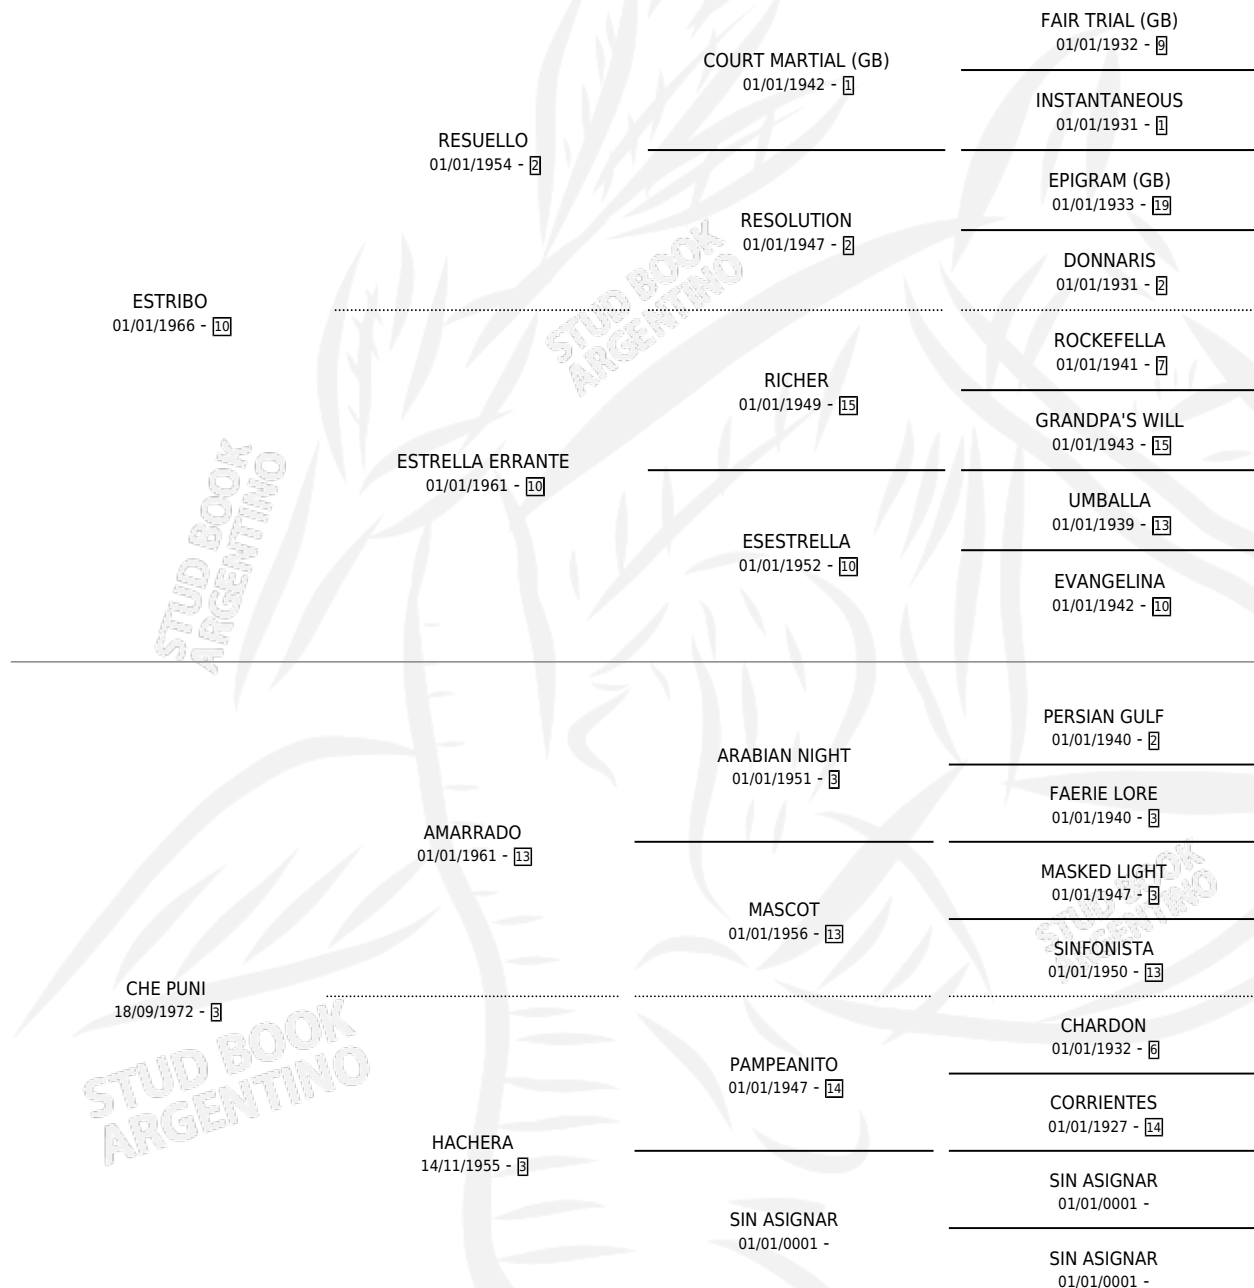 FAIR TRIAL (GB)
01/01/1932 - 9
COURT MARTIAL (GB)
01/01/1942 - 1
INSTANTANEOUS
01/01/1931 - 1
RESUELLO
01/01/1954 - 2
EPIGRAM (GB)
01/01/1933 - 19
RESOLUTION
01/01/1947 - 2
DONNARIS
01/01/1931 - 2
ESTRIBO
01/01/1966 - 10
ROCKEFELLA
01/01/1941 - 7
RICHER
01/01/1949 - 15
GRANDPA'S WILL
01/01/1943 - 15
ESTRELLA ERRANTE
01/01/1961 - 10
UMBALLA
01/01/1939 - 13
ESESTRELLA
01/01/1952 - 10
EVANGELINA
01/01/1942 - 10
PERSIAN GULF
01/01/1940 - 2
ARABIAN NIGHT
01/01/1951 - 3
FAERIE LORE
01/01/1940 - 3
AMARRADO
01/01/1961 - 13
MASKED LIGHT
01/01/1947 - 3
MASCOT
01/01/1956 - 13
SINFONISTA
01/01/1950 - 13
CHE PUNI
18/09/1972 - 3
CHARDON
01/01/1932 - 6
PAMPEANITO
01/01/1947 - 14
CORRIENTES
01/01/1927 - 14
HACHERA
14/11/1955 - 3
SIN ASIGNAR
01/01/0001 -
SIN ASIGNAR
01/01/0001 -
SIN ASIGNAR
01/01/0001 -
STUD BOOK
ARGENTINO
STUD BOOK
ARGENTINO
STUD BOOK
ARGENTINO
STUD BOOK
ARGENTINO